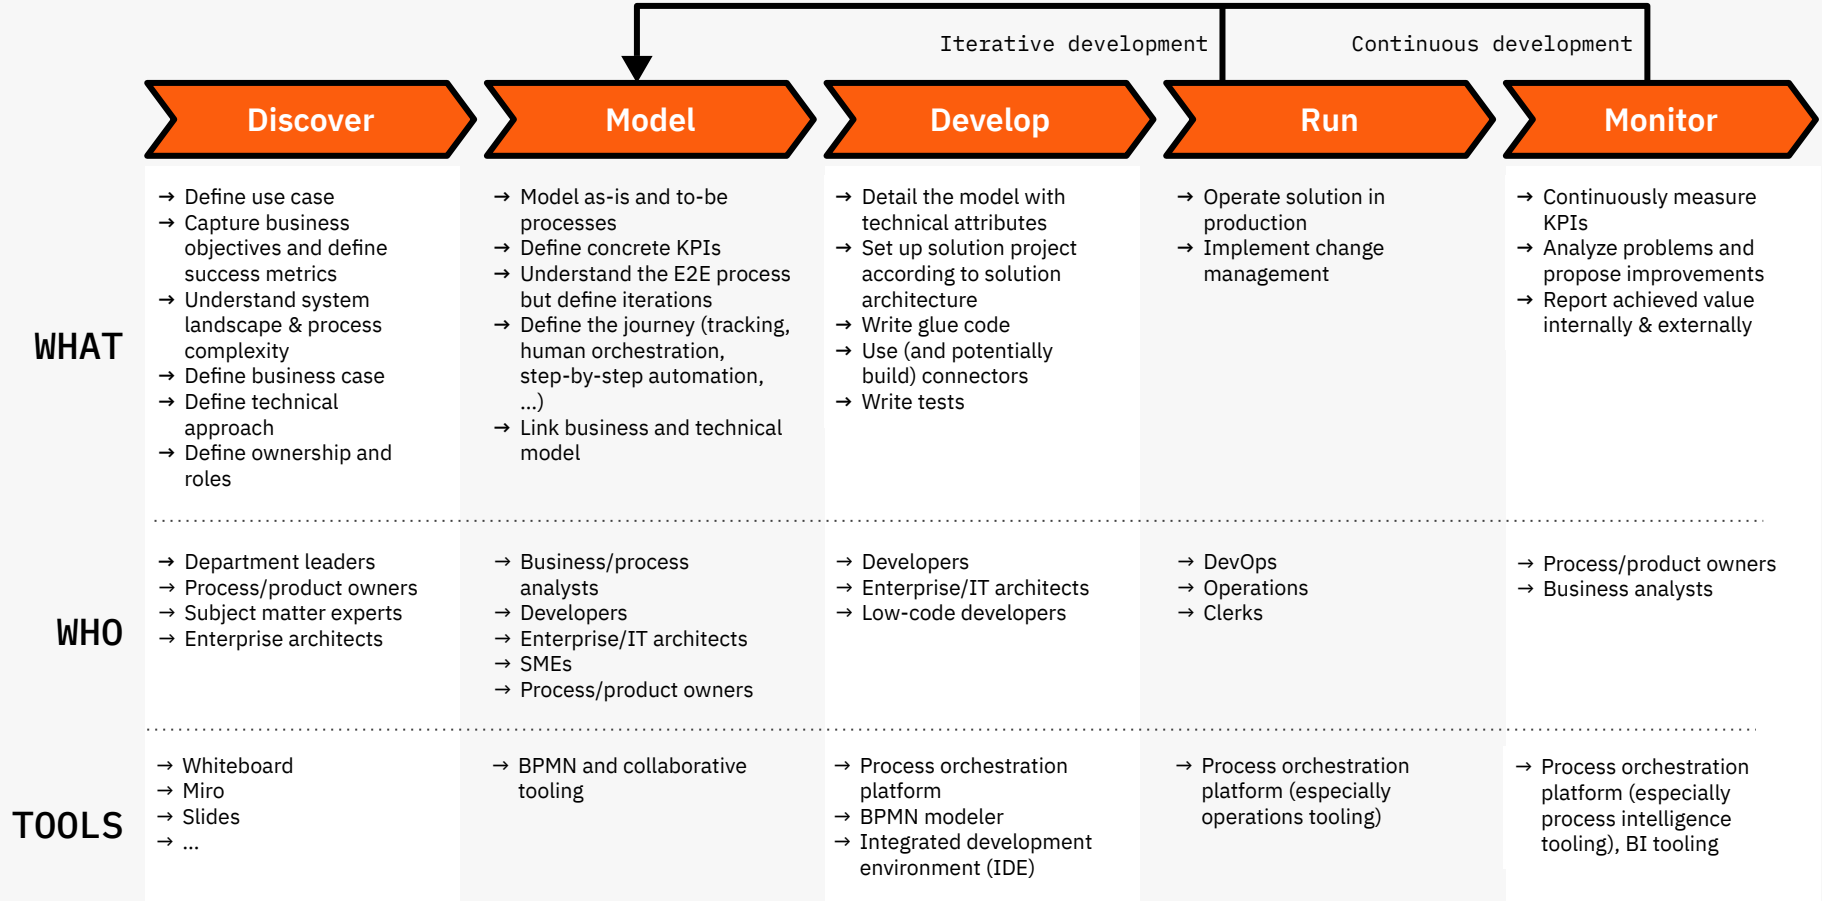 Iterative development
Continuous development
Discover
Model
Develop
Run
Monitor
WHAT
→ Define use case
→ Capture business
objectives and define
success metrics
→ Understand system
landscape & process
complexity
→ Define business case
→ Define technical
approach
→ Define ownership and
roles
→ Model as-is and to-be
processes
→ Define concrete KPIs
→ Understand the E2E process
but define iterations
→ Define the journey (tracking,
human orchestration,
step-by-step automation,
...)
→ Link business and technical
model
→ Detail the model with
technical attributes
→ Set up solution project
according to solution
architecture
→ Write glue code
→ Use (and potentially
build) connectors
→ Write tests
→ Operate solution in
production
→ Implement change
management
→ Continuously measure
KPIs
→ Analyze problems and
propose improvements
→ Report achieved value
internally & externally
WHO
→ Department leaders
→ Process/product owners
→ Subject matter experts
→ Enterprise architects
→ Business/process
analysts
→ Developers
→ Enterprise/IT architects
→ SMEs
→ Process/product owners
→ Developers
→ Enterprise/IT architects
→ Low-code developers
→ DevOps
→ Operations
→ Clerks
→ Process/product owners
→ Business analysts
TOOLS
→ Whiteboard
→ Miro
→ Slides
→ ...
→ BPMN and collaborative
tooling
→ Process orchestration
platform
→ BPMN modeler
→ Integrated development
environment (IDE)
→ Process orchestration
platform (especially
operations tooling)
→ Process orchestration
platform (especially
process intelligence
tooling), BI tooling